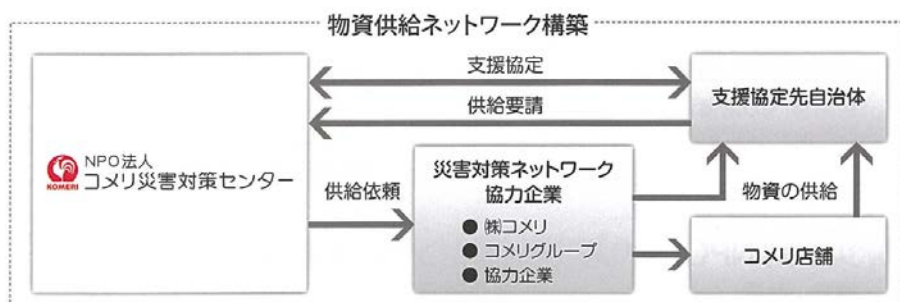 物資供給ネットワーク構築
支援協定
供給要請
支援協定先自治体
KOMERI
NPO法人
コメリ災害対策センター
供給依頼
災害対策ネットワーク
協力企業
● ㈱コメリ
● コメリグループ
● 協力企業
物資の供給
コメリ店舗